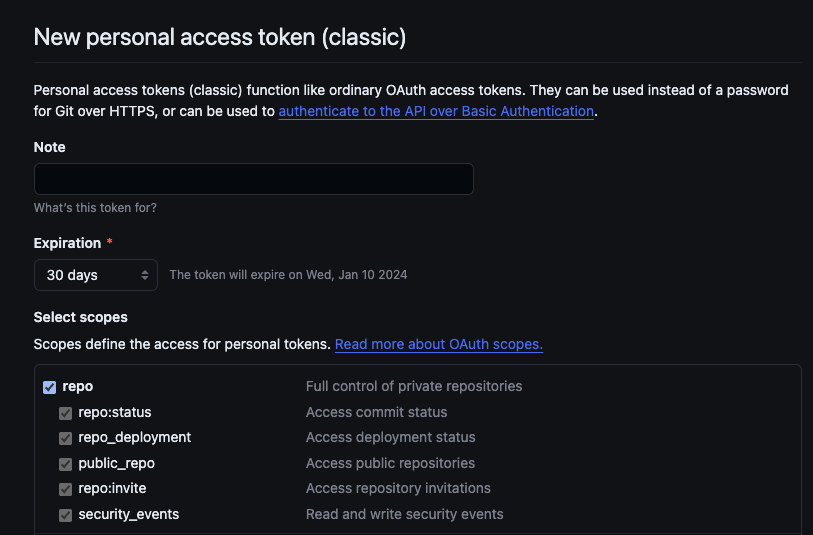 New personal access token (classic)
Personal access tokens (classic) function like ordinary OAuth access tokens. They can be used instead of a password
for Git over HTTPS, or can be used to authenticate to the API over Basic Authentication.
Note
What's this token for?
Expiration *
30 days The token will expire on Wed, Jan 10 2024
Select scopes
Scopes define the access for personal tokens. Read more about OAuth scopes.
repo Full control of private repositories
repo:status Access commit status
repo_deployment Access deployment status
public_repo Access public repositories
repo:invite Access repository invitations
security_events Read and write security events